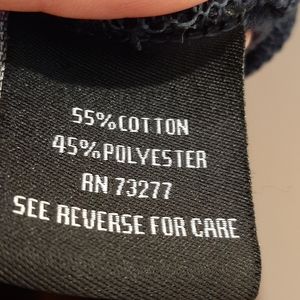 55%COTTON
45%POLYESTER
RN 73277
SEE REVERSE FOR CARE